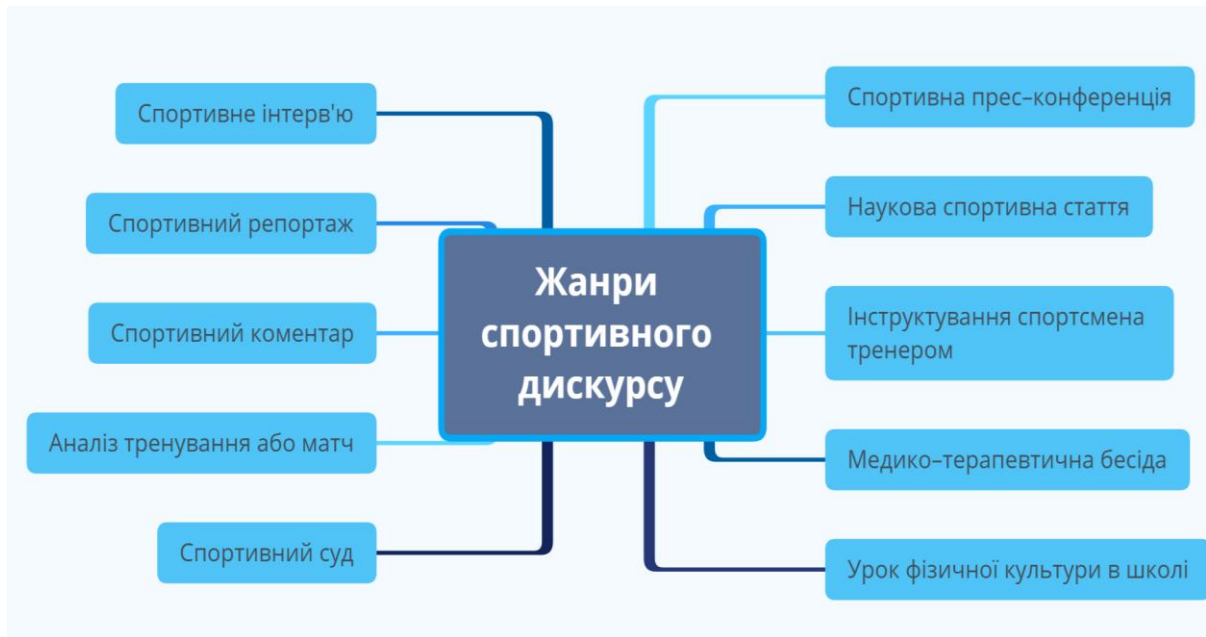 Спортивне інтерв'ю
Спортивний репортаж
Спортивний коментар
Аналіз тренування або матч
Спортивний суд
Жанри
спортивного
дискурсу
Спортивна прес–конференція
Наукова спортивна стаття
Інструктування спортсмена
тренером
Медико–терапевтична бесіда
Урок фізичної культури в школі